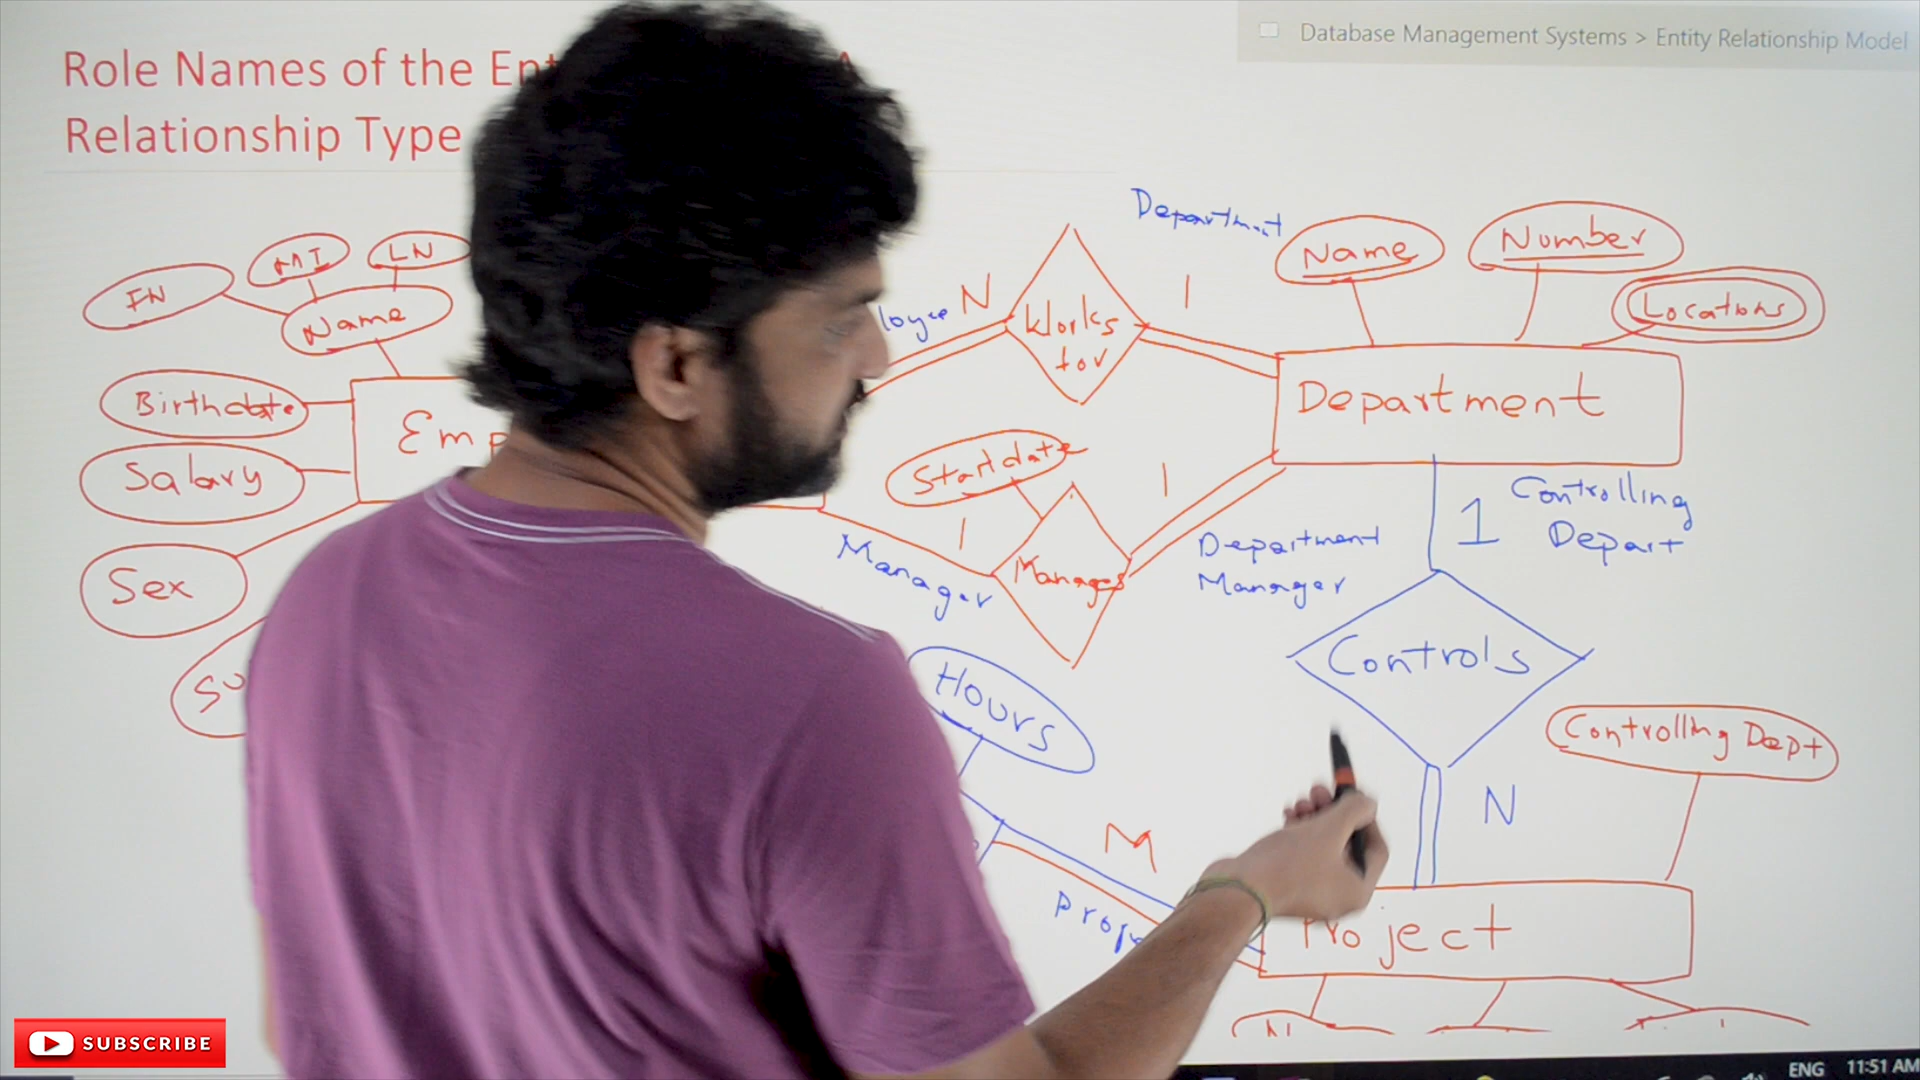 Database Management Systems > Entity Relationship Model
Role Names of the
Relationship Type
Department
Name
Number
Locations
FN
MI
LN
Name
N
Works
for
1
Birthdate
Salary
Sex
Department
Startdate
1
1
Manager
Manages
Department
Manager
1
Controlling
Depart
Controls
Hours
Controlling Dept
N
M
Project
SUBSCRIBE
ENG 11:51 AM